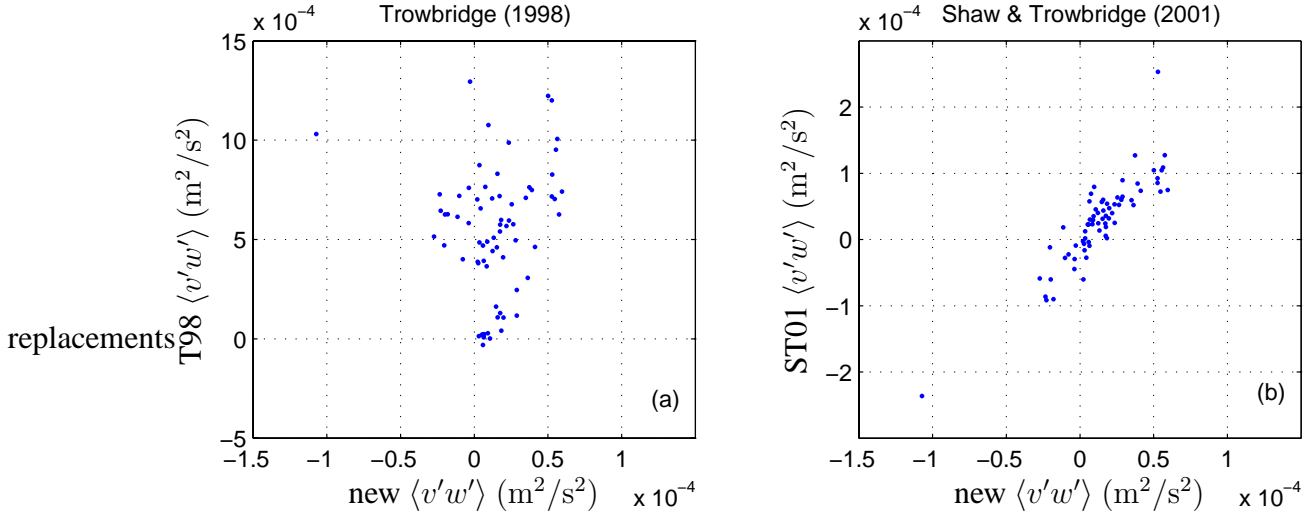 Trowbridge (1998)
x 10⁻⁴
15
10
5
0
−5
T98 ⟨v′w′⟩ (m²/s²)
replacements
(a)
−1.5 −1 −0.5 0 0.5 1
new ⟨v′w′⟩ (m²/s²)
x 10⁻⁴
Shaw & Trowbridge (2001)
x 10⁻⁴
2
1
0
−1
−2
ST01 ⟨v′w′⟩ (m²/s²)
(b)
−1.5 −1 −0.5 0 0.5 1
new ⟨v′w′⟩ (m²/s²)
x 10⁻⁴